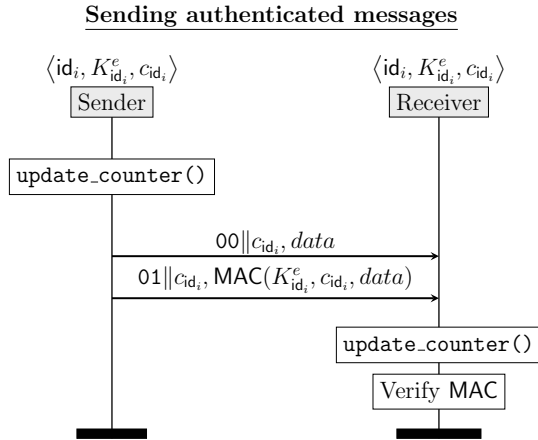 Sending authenticated messages
⟨id_i, K^e_{id_i}, c_{id_i}⟩ ⟨id_i, K^e_{id_i}, c_{id_i}⟩
Sender Receiver
update_counter()
00‖c_{id_i}, data
01‖c_{id_i}, MAC(K^e_{id_i}, c_{id_i}, data)
update_counter()
Verify MAC